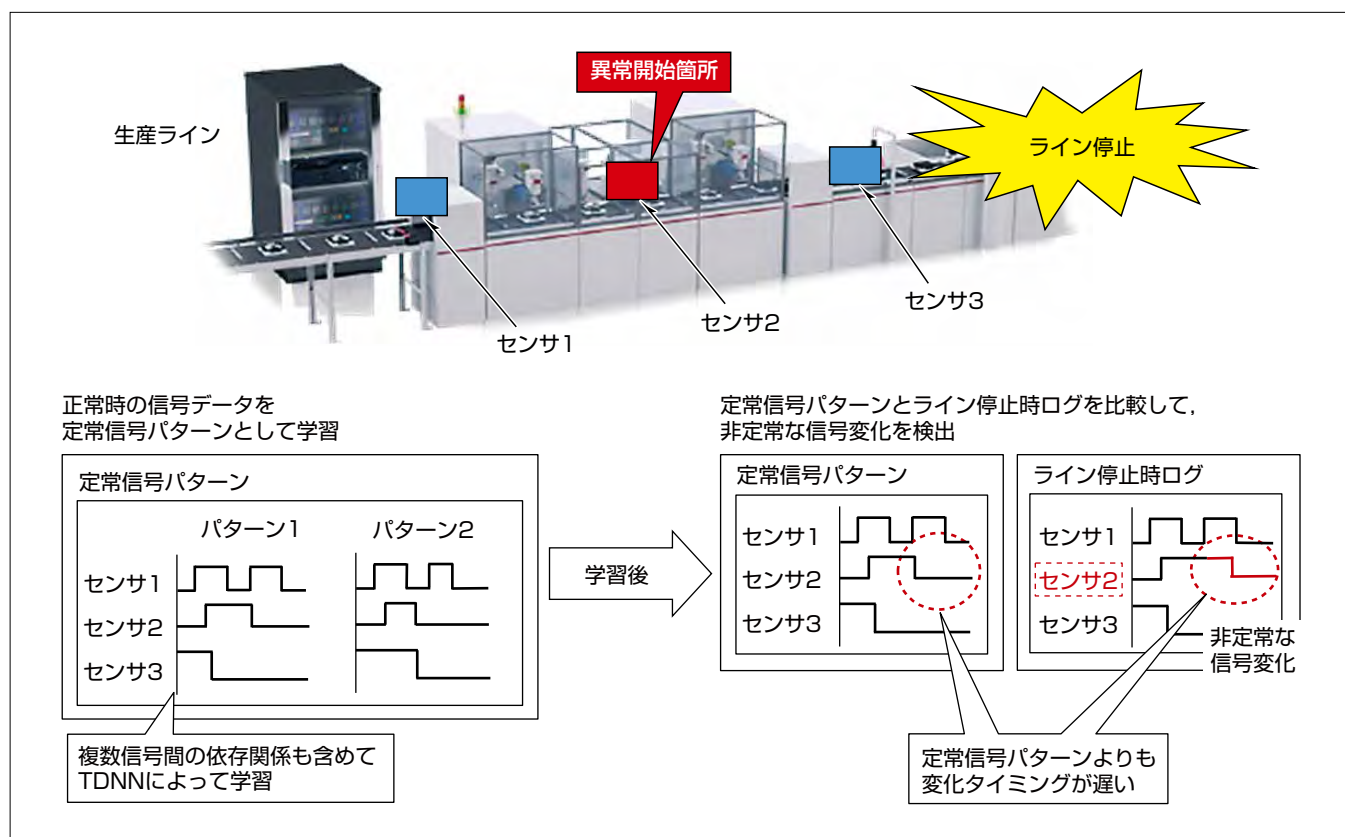 異常開始箇所
生産ライン
ライン停止
センサ1
センサ2
センサ3
正常時の信号データを
定常信号パターンとして学習
定常信号パターン
パターン1
パターン2
センサ1
センサ2
センサ3
複数信号間の依存関係も含めて
TDNNによって学習
学習後
定常信号パターンとライン停止時ログを比較して,
非定常な信号変化を検出
定常信号パターン
センサ1
センサ2
センサ3
ライン停止時ログ
センサ1
センサ2
センサ3
非定常な
信号変化
定常信号パターンよりも
変化タイミングが遅い